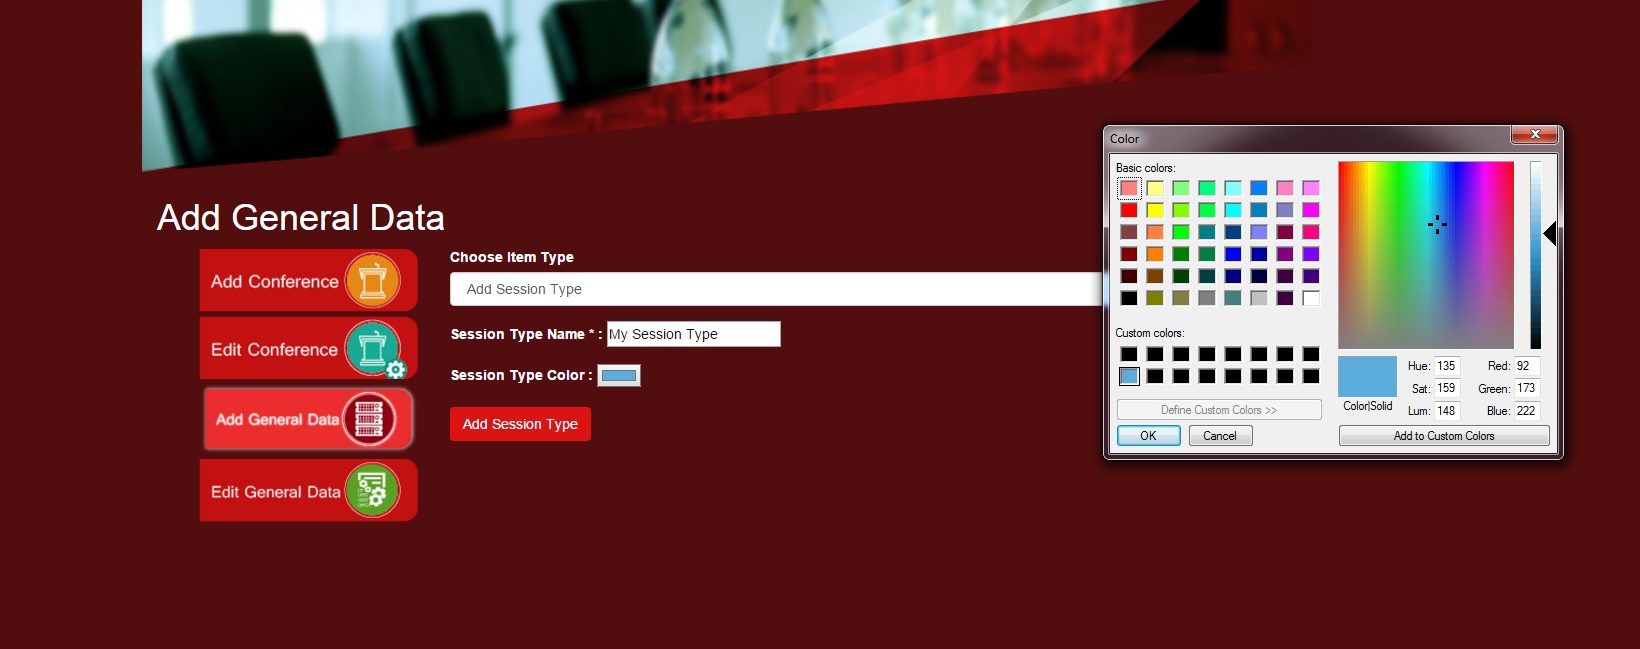 Add General Data
Add Conference
Edit Conference
Add General Data
Edit General Data
Choose Item Type
Add Session Type
Session Type Name * : My Session Type
Session Type Color :
Add Session Type
Color
Basic colors:
Custom colors:
Define Custom Colors >>
OK Cancel
Color|Solid
Hue: 135 Red: 92
Sat: 159 Green: 173
Lum: 148 Blue: 222
Add to Custom Colors